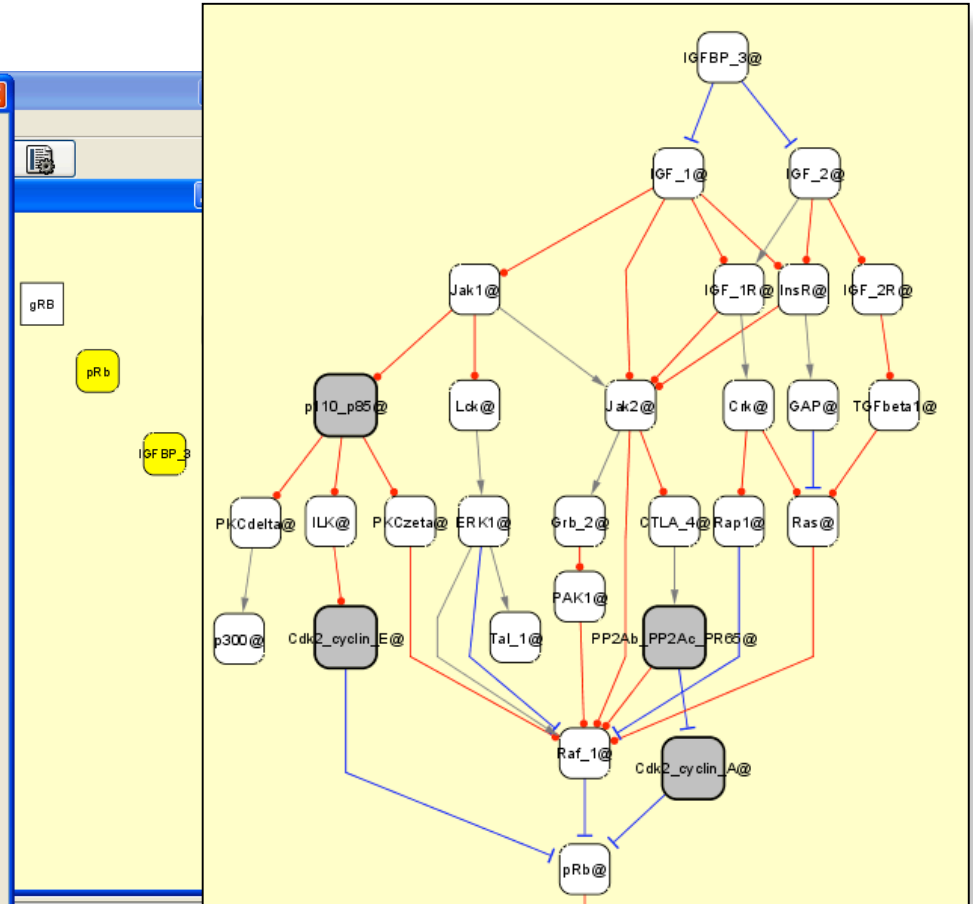 IGFBP_3@
IGF_1@
IGF_2@
Jak1@
IGF_1R@
InsR@
IGF_2R@
gRB
pRb
p110_p85@
Lck@
Jak2@
Crk@
GAP@
TGFbeta1@
IGFBP_3
PKCdelta@
ILK@
PKCzeta@
ERK1@
Grb_2@
CTLA_4@
Rap1@
Ras@
PAK1@
p300@
Cdk2_cyclin_E@
Tal_1@
PP2Ab_PP2Ac_PR65@
Raf_1@
Cdk2_cyclin_A@
pRb@